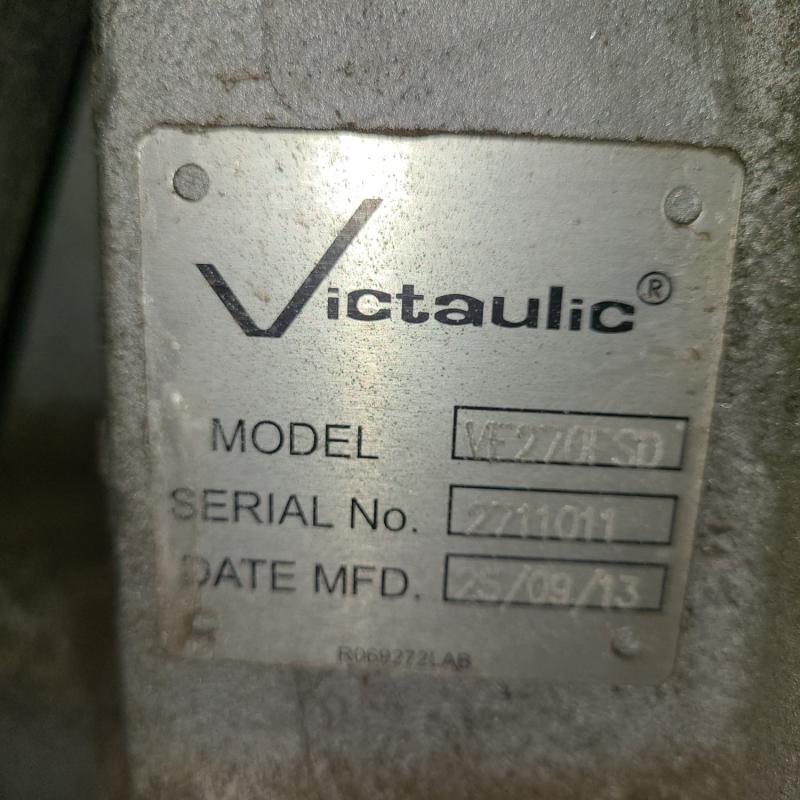 Victaulic®
MODEL VE270FSD
SERIAL No. 2711011
DATE MFD. 25/09/13
R069272LAB